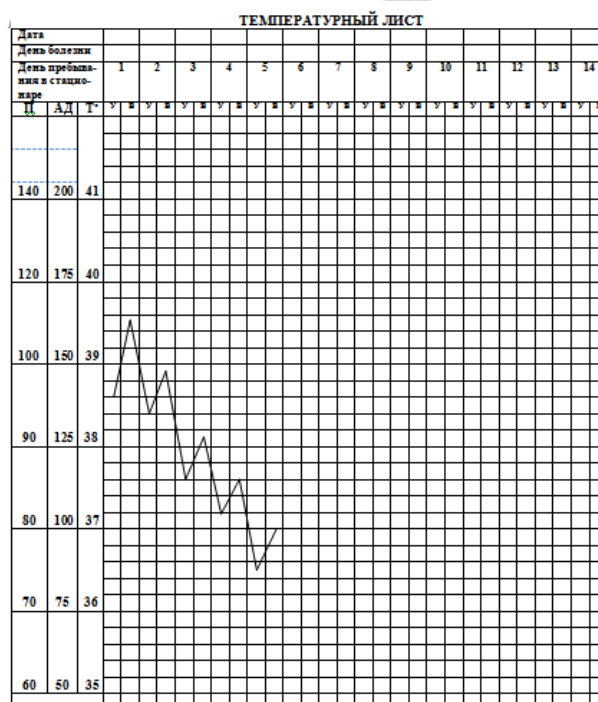 ТЕМПЕРАТУРНЫЙ ЛИСТ
Дата
День болезни
День пребыва-
ния в стацио-
наре
1 2 3 4 5 6 7 8 9 10 11 12 13 14
П АД Т° У В У В У В У В У В У В У В У В У В У В У В У В У В У В
140 200 41
120 175 40
100 150 39
90 125 38
80 100 37
70 75 36
60 50 35